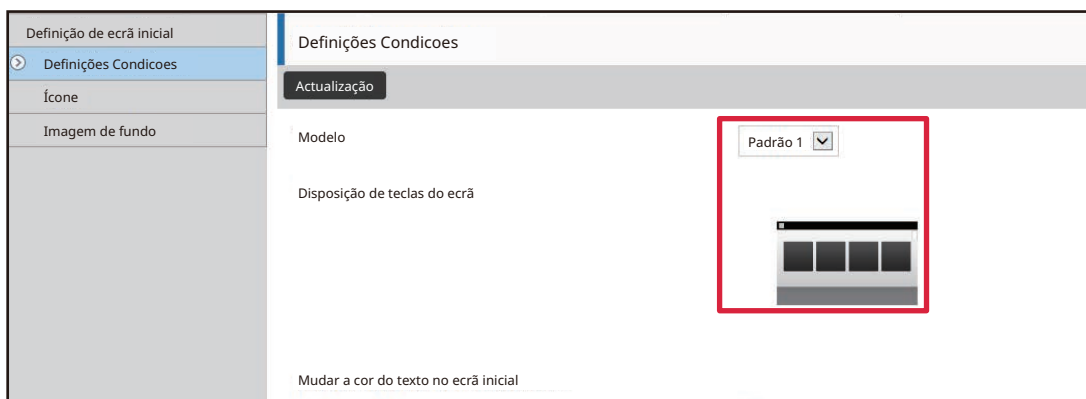 Definição de ecrã inicial
Definições Condicoes
Ícone
Imagem de fundo
Definições Condicoes
Actualização
Modelo
Padrão 1
Disposição de teclas do ecrã
Mudar a cor do texto no ecrã inicial